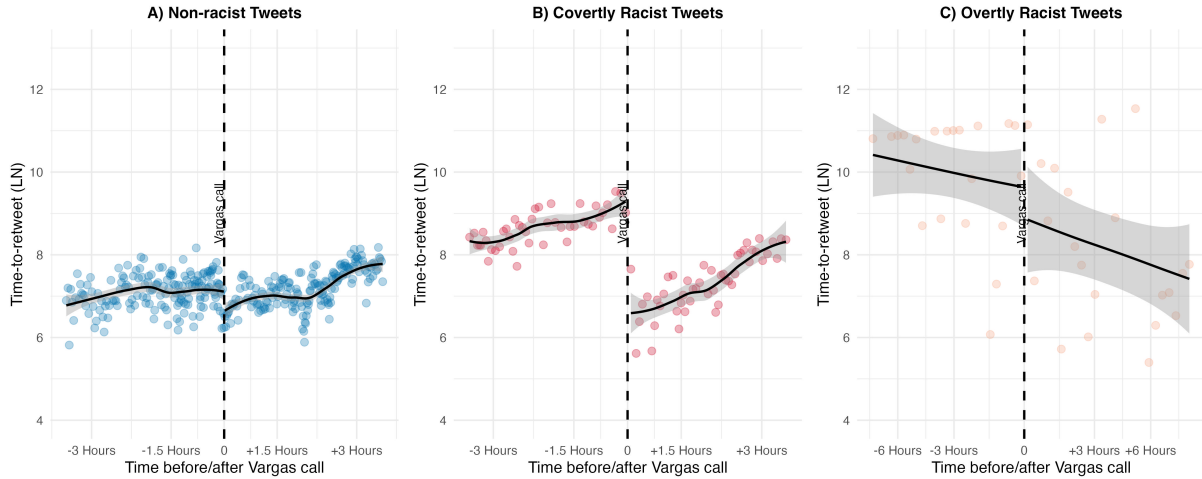 A) Non-racist Tweets
Time-to-retweet (LN)
12
10
8
6
4
Vargas call
-3 Hours -1.5 Hours 0 +1.5 Hours +3 Hours
Time before/after Vargas call
B) Covertly Racist Tweets
Time-to-retweet (LN)
12
10
8
6
4
Vargas call
-3 Hours -1.5 Hours 0 +1.5 Hours +3 Hours
Time before/after Vargas call
C) Overtly Racist Tweets
Time-to-retweet (LN)
12
10
8
6
4
Vargas call
-6 Hours -3 Hours 0 +3 Hours +6 Hours
Time before/after Vargas call